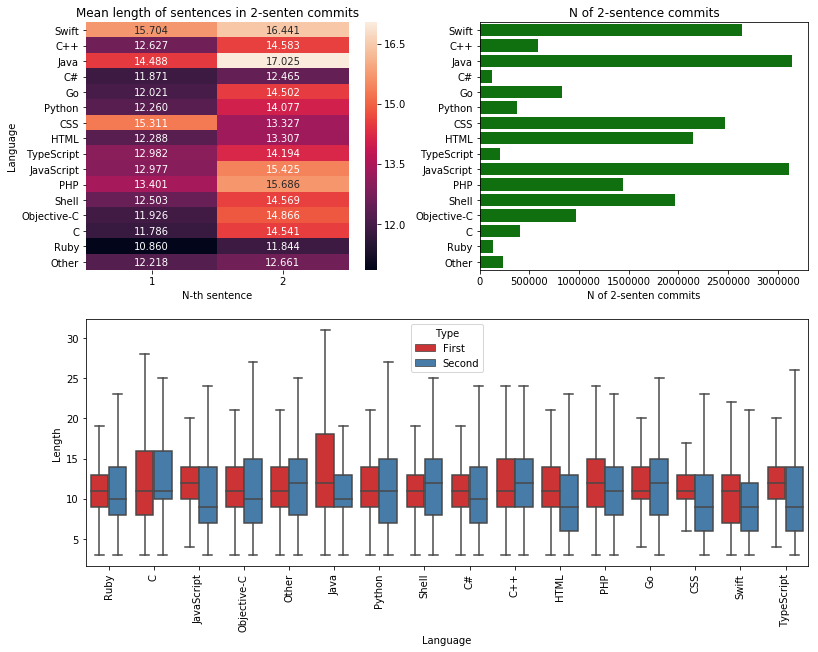 Mean length of sentences in 2-senten commits
Language
Swift 15.704 16.441
C++ 12.627 14.583
Java 14.488 17.025
C# 11.871 12.465
Go 12.021 14.502
Python 12.260 14.077
CSS 15.311 13.327
HTML 12.288 13.307
TypeScript 12.982 14.194
JavaScript 12.977 15.425
PHP 13.401 15.686
Shell 12.503 14.569
Objective-C 11.926 14.866
C 11.786 14.541
Ruby 10.860 11.844
Other 12.218 12.661
1 2
N-th sentence
16.5
15.0
13.5
12.0
N of 2-sentence commits
Swift
C++
Java
C#
Go
Python
CSS
HTML
TypeScript
JavaScript
PHP
Shell
Objective-C
C
Ruby
Other
0 500000 1000000 1500000 2000000 2500000 3000000
N of 2-senten commits
Type
First
Second
Length
30
25
20
15
10
5
Ruby C JavaScript Objective-C Other Java Python Shell C# C++ HTML PHP Go CSS Swift TypeScript
Language